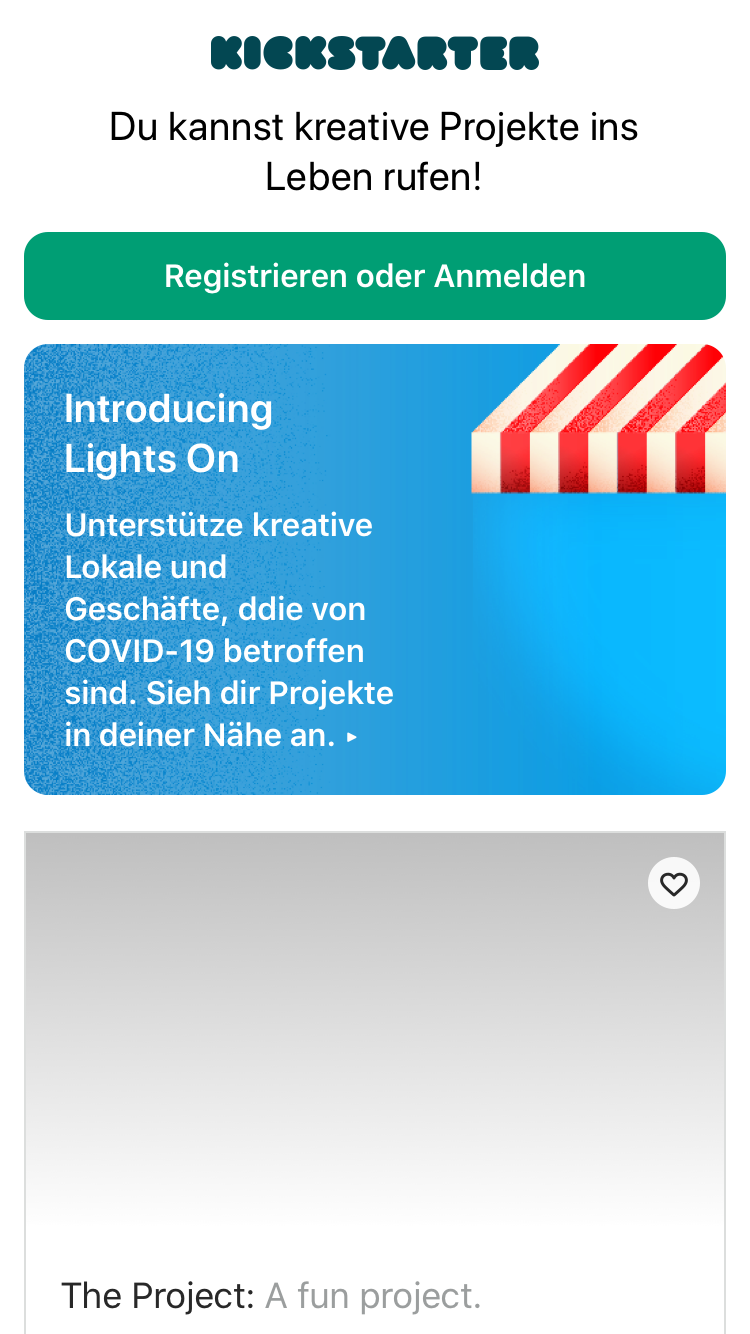 KICKSTARTER
Du kannst kreative Projekte ins
Leben rufen!
Registrieren oder Anmelden
Introducing
Lights On
Unterstütze kreative
Lokale und
Geschäfte, ddie von
COVID-19 betroffen
sind. Sieh dir Projekte
in deiner Nähe an. ▸
The Project: A fun project.